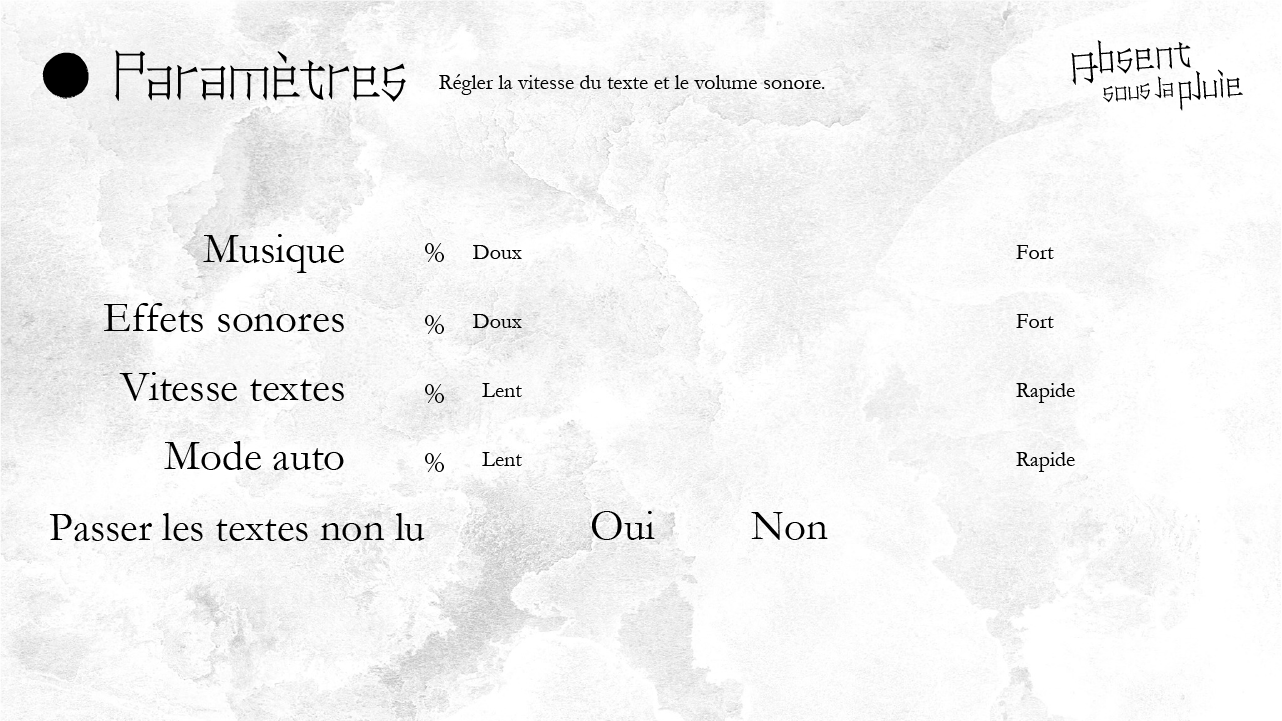 Paramètres Régler la vitesse du texte et le volume sonore.
Absent
sous la pluie
Musique % Doux Fort
Effets sonores % Doux Fort
Vitesse textes % Lent Rapide
Mode auto % Lent Rapide
Passer les textes non lu Oui Non